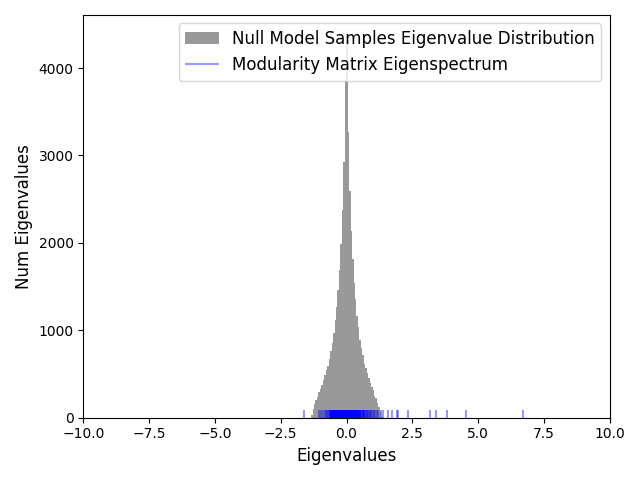 Null Model Samples Eigenvalue Distribution
Modularity Matrix Eigenspectrum
4000
3000
2000
1000
0
Num Eigenvalues
−10.0 −7.5 −5.0 −2.5 0.0 2.5 5.0 7.5 10.0
Eigenvalues